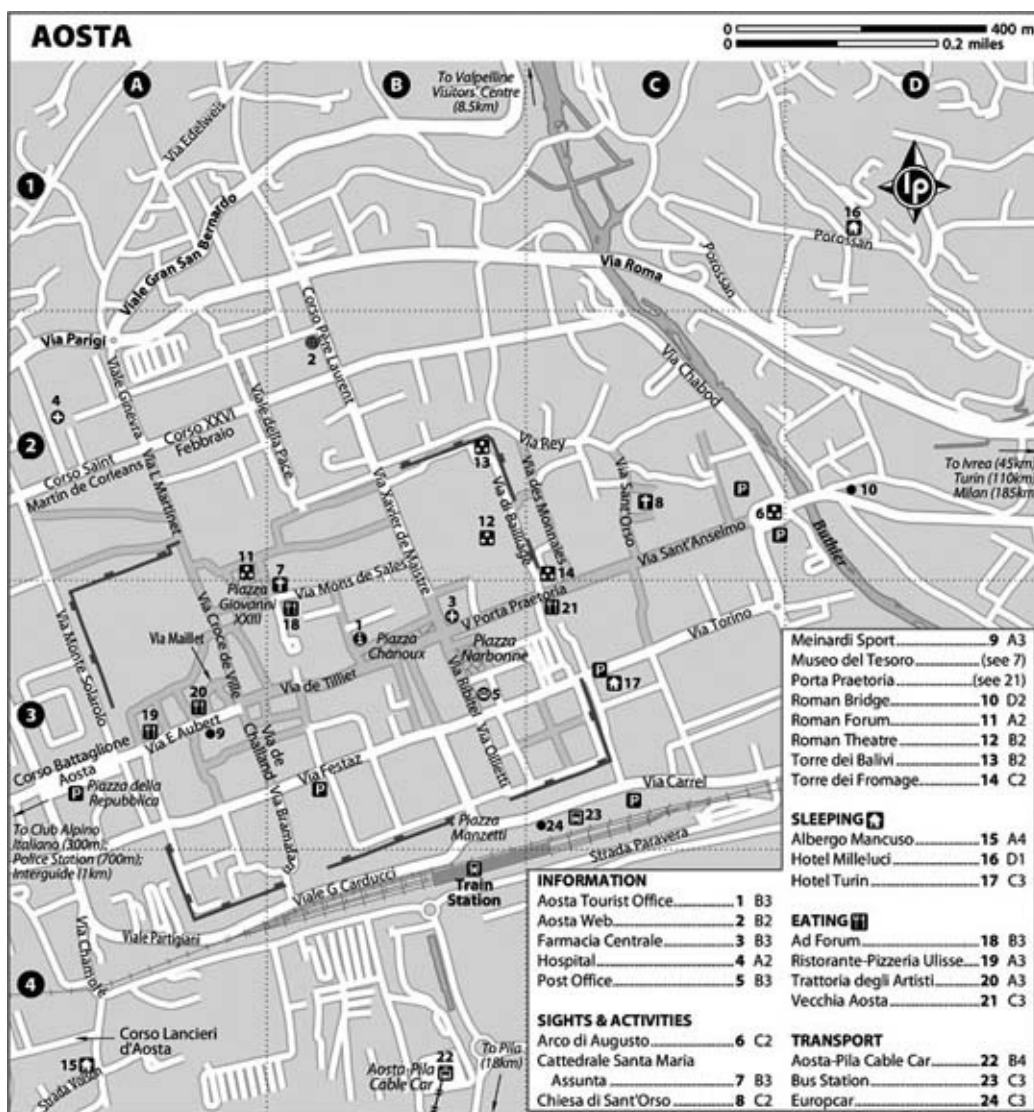 AOSTA
0 400 m
0 0.2 miles
A
B
C
D
1
2
3
4
To Valpelline
Visitors' Centre
(8.5km)
Via Edelweis
Viale Gran San Bernardo
lp
16
Porossan
Porossan
Via Roma
Via Parigi
Corso Père Laurent
2
Via Chabod
4
Viale Ginevra
Viale della Pace
Corso XXVI
Febbraio
Corso Saint
Martin de Corleans
Via Rey
13
To Ivrea (45km),
Turin (110km),
Milan (185km)
Via L Martinet
Via Xavier de Maistre
Via di Bailliage
Via des Monnaies
Via Sant'Orso
8
P
6
10
12
Via Sant'Anselmo
P
Buthier
11
7
14
Piazza
Giovanni
XXIII
Via Mons de Sales
18
3
V Porta Praetoria
21
1
Piazza
Chanoux
Piazza
Narbonne
Via Torino
Via Monte Solarolo
Via Maillet
Via Croce de Ville
Via de Tillier
Via Ribitel
5
P
17
20
19
Via E Aubert
9
Via Ollietti
Corso Battaglione
Aosta
Via de
Challand
Via Festaz
P
Piazza della
Repubblica
P
Via Bramafam
Via Carrel
P
Piazza
Manzetti
24
23
To Club Alpino
Italiano (300m);
Police Station (700m);
Interguide (1km)
Strada Paravera
Train
Station
Viale G Carducci
Viale Partigiani
Corso Lancieri
d'Aosta
15
22
Aosta-Pila
Cable Car
To Pila
(18km)
INFORMATION
Aosta Tourist Office 1 B3
Aosta Web 2 B2
Farmacia Centrale 3 B3
Hospital 4 A2
Post Office 5 B3
SIGHTS & ACTIVITIES
Arco di Augusto 6 C2
Cattedrale Santa Maria
Assunta 7 B3
Chiesa di Sant'Orso 8 C2
Meinardi Sport 9 A3
Museo del Tesoro (see 7)
Porta Praetoria (see 21)
Roman Bridge 10 D2
Roman Forum 11 A2
Roman Theatre 12 B2
Torre dei Balivi 13 B2
Torre dei Fromage 14 C2
SLEEPING
Albergo Mancuso 15 A4
Hotel Milleluci 16 D1
Hotel Turin 17 C3
EATING
Ad Forum 18 B3
Ristorante-Pizzeria Ulisse 19 A3
Trattoria degli Artisti 20 A3
Vecchia Aosta 21 C3
TRANSPORT
Aosta-Pila Cable Car 22 B4
Bus Station 23 C3
Europcar 24 C3